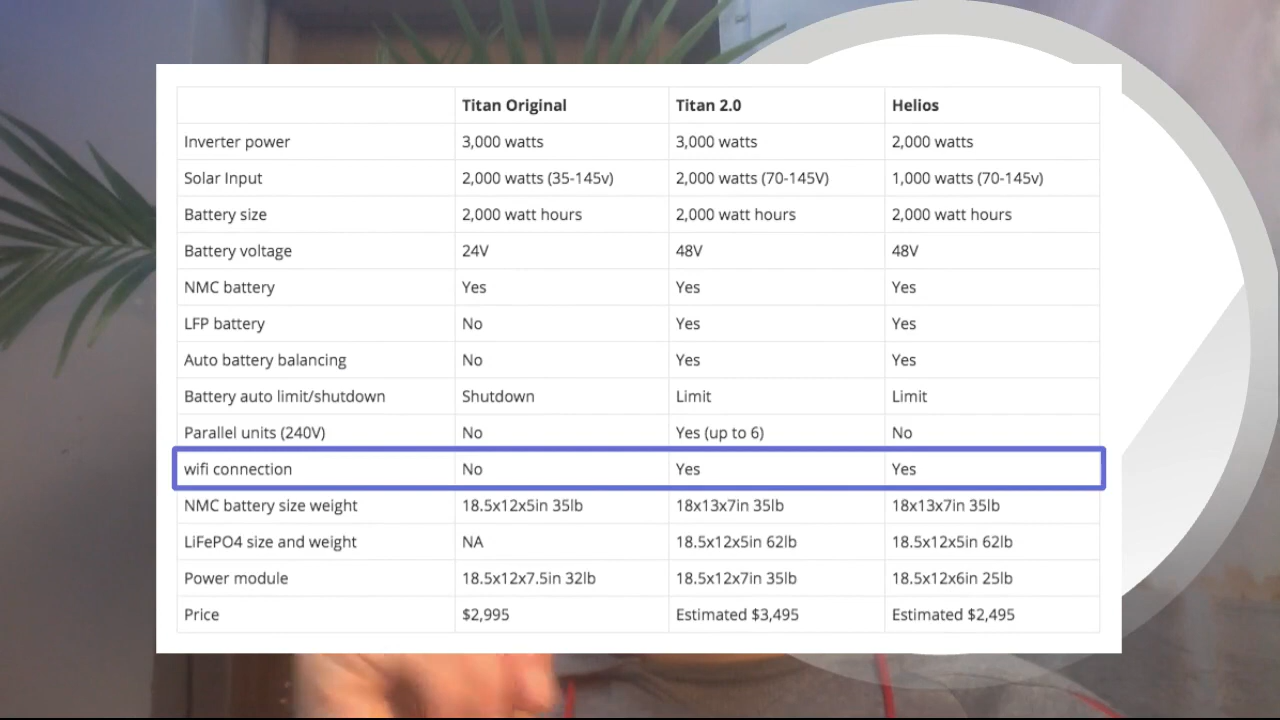 Titan Original Titan 2.0 Helios
Inverter power 3,000 watts 3,000 watts 2,000 watts
Solar Input 2,000 watts (35-145v) 2,000 watts (70-145V) 1,000 watts (70-145v)
Battery size 2,000 watt hours 2,000 watt hours 2,000 watt hours
Battery voltage 24V 48V 48V
NMC battery Yes Yes Yes
LFP battery No Yes Yes
Auto battery balancing No Yes Yes
Battery auto limit/shutdown Shutdown Limit Limit
Parallel units (240V) No Yes (up to 6) No
wifi connection No Yes Yes
NMC battery size weight 18.5x12x5in 35lb 18x13x7in 35lb 18x13x7in 35lb
LiFePO4 size and weight NA 18.5x12x5in 62lb 18.5x12x5in 62lb
Power module 18.5x12x7.5in 32lb 18.5x12x7in 35lb 18.5x12x6in 25lb
Price $2,995 Estimated $3,495 Estimated $2,495